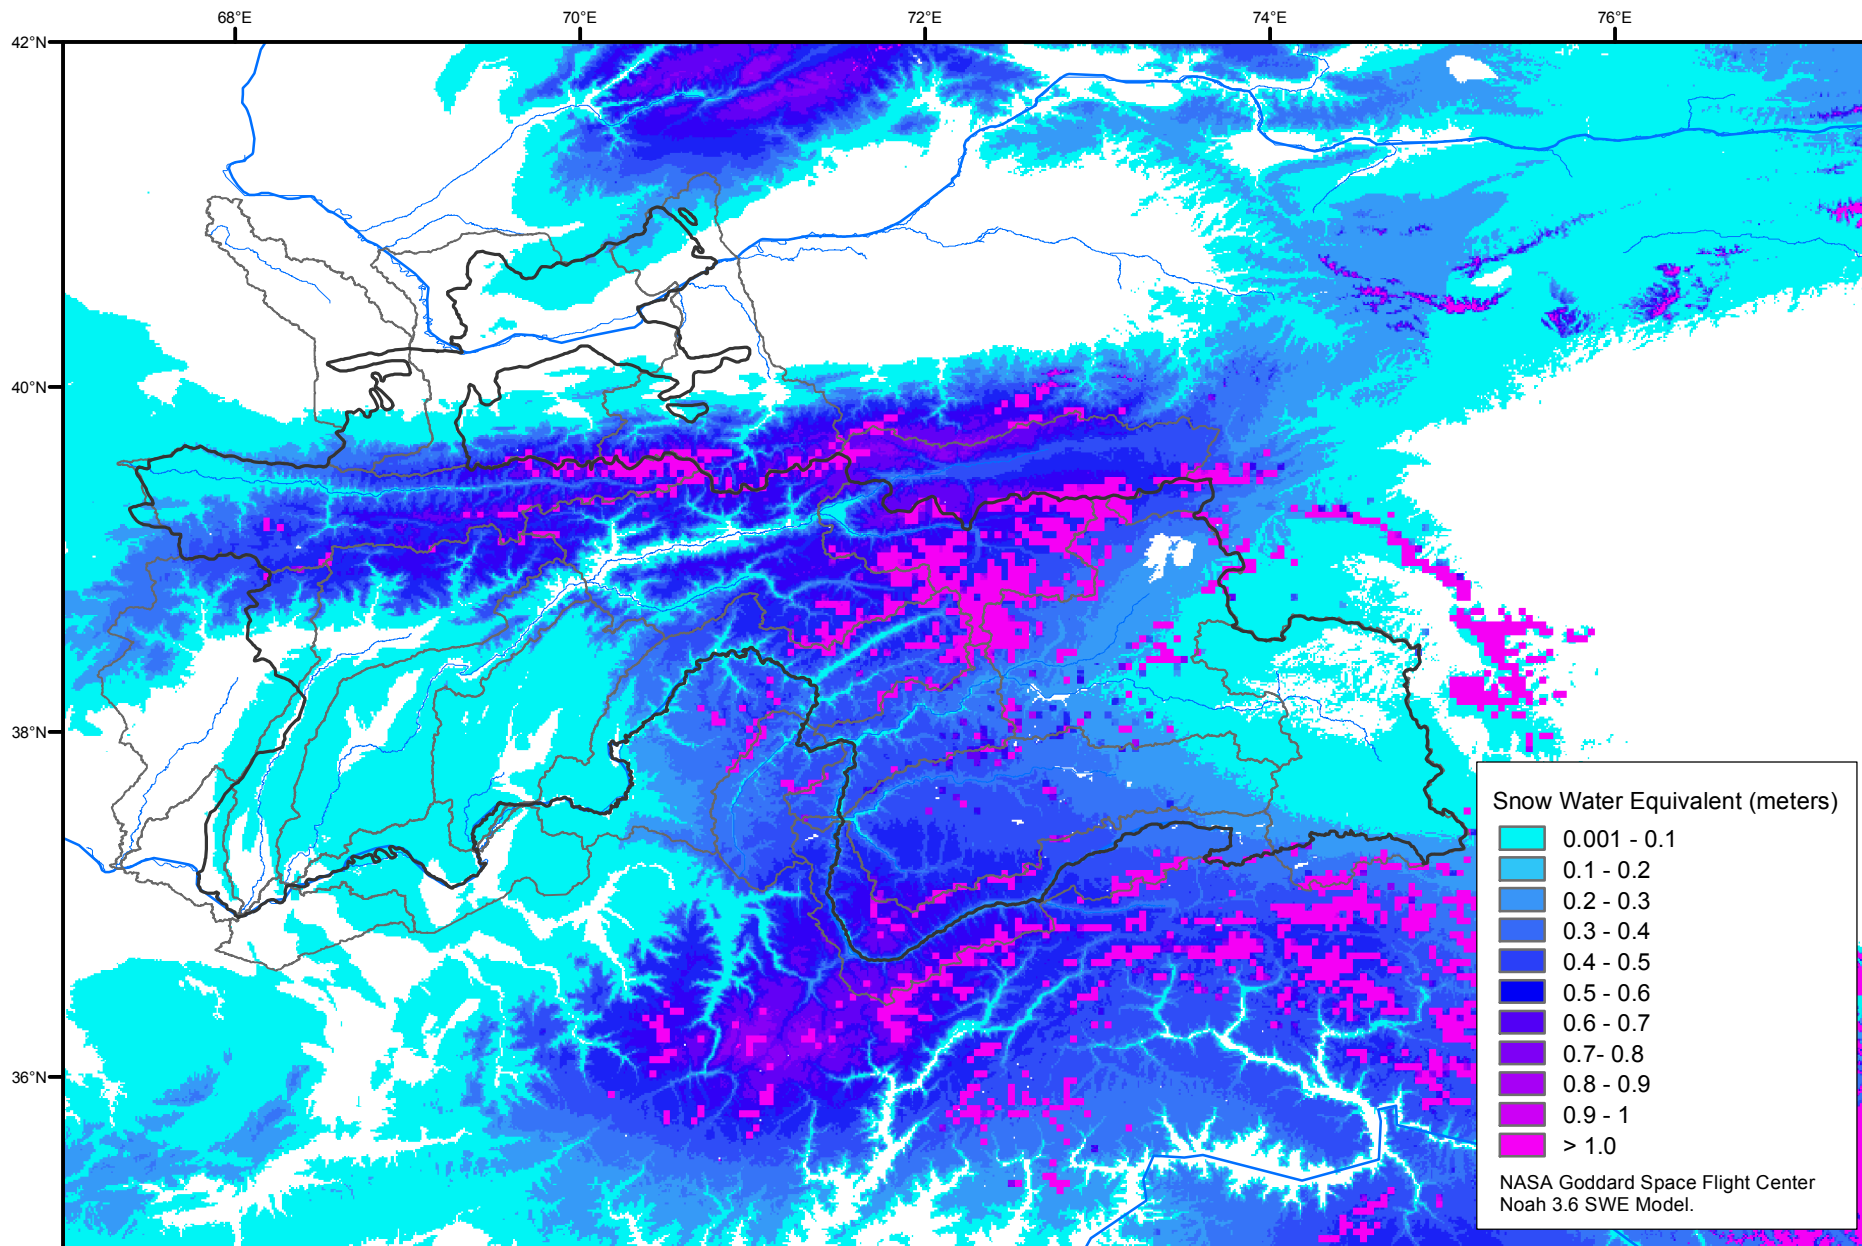 68°E 70°E 72°E 74°E 76°E
42°N
40°N
38°N
36°N
Snow Water Equivalent (meters)
0.001 - 0.1
0.1 - 0.2
0.2 - 0.3
0.3 - 0.4
0.4 - 0.5
0.5 - 0.6
0.6 - 0.7
0.7- 0.8
0.8 - 0.9
0.9 - 1
> 1.0
NASA Goddard Space Flight Center
Noah 3.6 SWE Model.